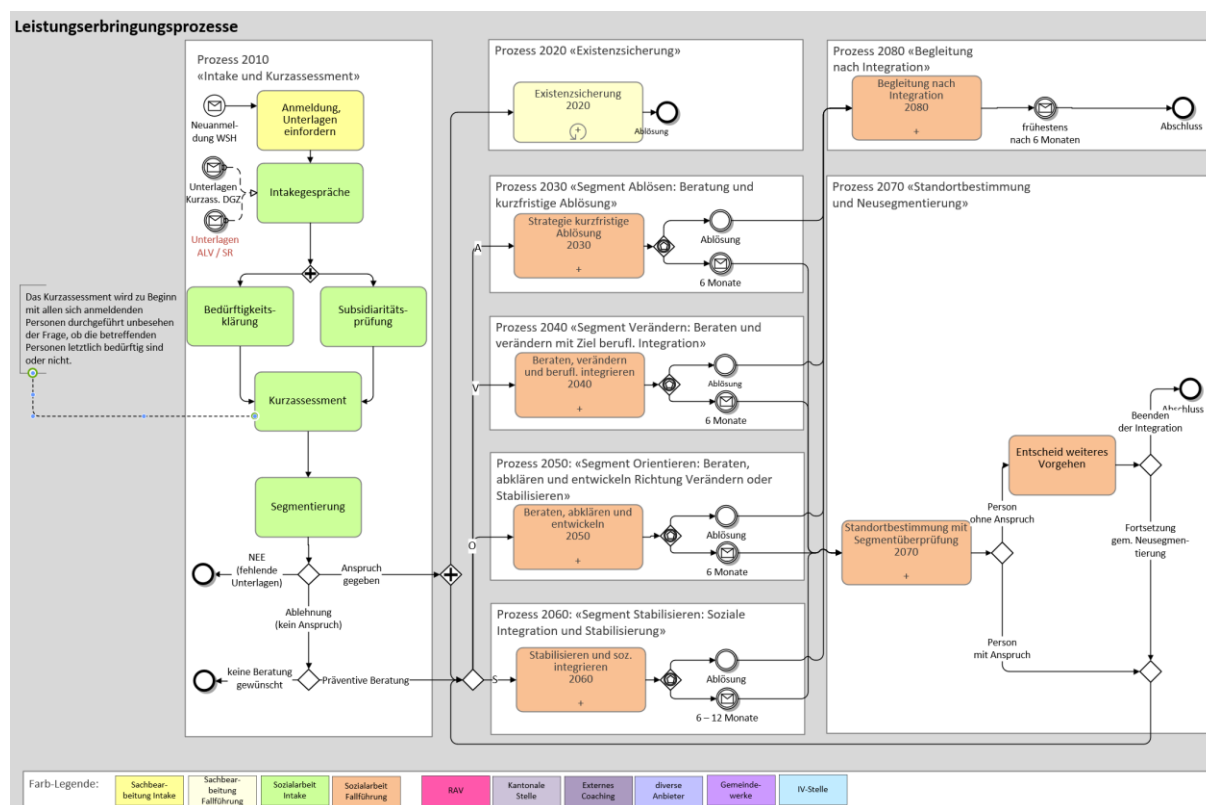 Leistungserbringungsprozesse
Prozess 2010
«Intake und Kurzassessment»
Neuanmel-
dung WSH
Anmeldung,
Unterlagen
einfordern
Unterlagen
Kurzass. DGZ
Unterlagen
ALV / SR
Intakegespräche
Bedürftigkeits-
klärung
Subsidiaritäts-
prüfung
Das Kurzassessment wird zu Beginn
mit allen sich anmeldenden
Personen durchgeführt unbesehen
der Frage, ob die betreffenden
Personen letztlich bedürftig sind
oder nicht.
Kurzassessment
Segmentierung
NEE
(fehlende
Unterlagen)
Anspruch
gegeben
Ablehnung
(kein Anspruch)
keine Beratung
gewünscht
Präventive Beratung
Prozess 2020 «Existenzsicherung»
Existenzsicherung
2020
Ablösung
Prozess 2030 «Segment Ablösen: Beratung und
kurzfristige Ablösung»
A
Strategie kurzfristige
Ablösung
2030
Ablösung
6 Monate
Prozess 2040 «Segment Verändern: Beraten und
verändern mit Ziel berufl. Integration»
V
Beraten, verändern
und berufl. integrieren
2040
Ablösung
6 Monate
Prozess 2050: «Segment Orientieren: Beraten,
abklären und entwickeln Richtung Verändern oder
Stabilisieren»
O
Beraten, abklären und
entwickeln
2050
Ablösung
6 Monate
Prozess 2060: «Segment Stabilisieren: Soziale
Integration und Stabilisierung»
S
Stabilisieren und soz.
integrieren
2060
Ablösung
6 – 12 Monate
Prozess 2080 «Begleitung
nach Integration»
Begleitung nach
Integration
2080
frühestens
nach 6 Monaten
Abschluss
Prozess 2070 «Standortbestimmung
und Neusegmentierung»
Standortbestimmung mit
Segmentüberprüfung
2070
Person
ohne Anspruch
Entscheid weiteres
Vorgehen
Beenden
der Integration
Abschluss
Fortsetzung
gem. Neusegmen-
tierung
Person
mit Anspruch
Farb-Legende:
Sachbear-
beitung Intake
Sachbear-
beitung
Fallführung
Sozialarbeit
Intake
Sozialarbeit
Fallführung
RAV
Kantonale
Stelle
Externes
Coaching
diverse
Anbieter
Gemeinde-
werke
IV-Stelle